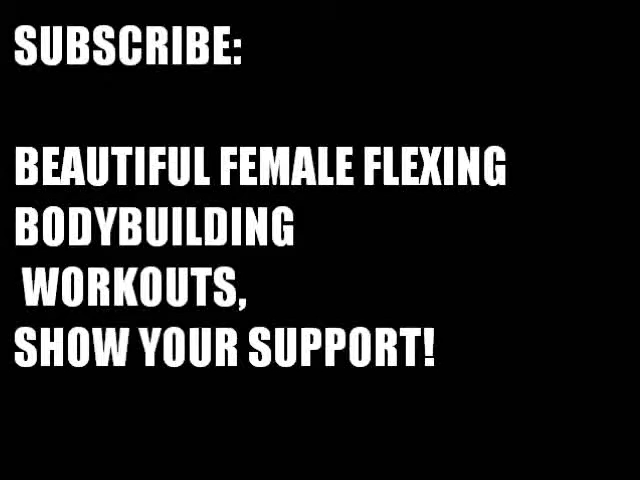 SUBSCRIBE:
BEAUTIFUL FEMALE FLEXING
BODYBUILDING
WORKOUTS,
SHOW YOUR SUPPORT!